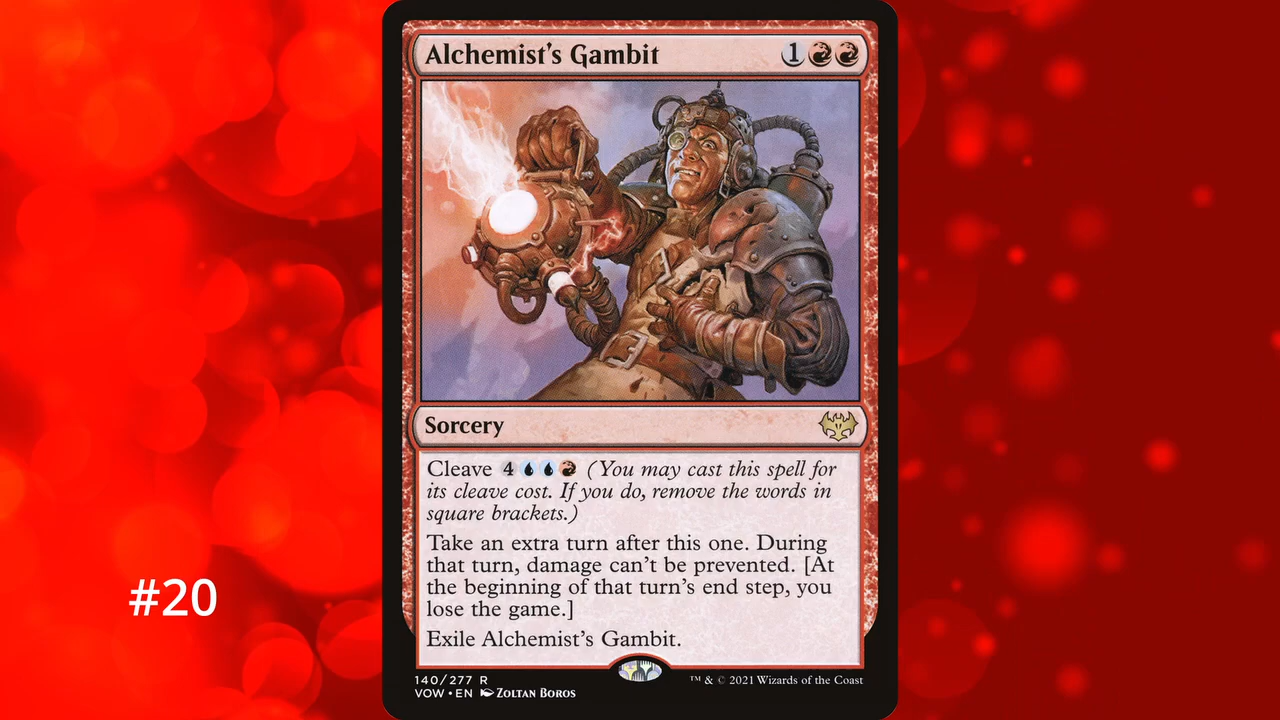 Alchemist's Gambit 1
Sorcery
Cleave 4 (You may cast this spell for
its cleave cost. If you do, remove the words in
square brackets.)
Take an extra turn after this one. During
that turn, damage can't be prevented. [At
the beginning of that turn's end step, you
lose the game.]
Exile Alchemist's Gambit.
140/277 R
VOW • EN Zoltan Boros
™ & © 2021 Wizards of the Coast
#20